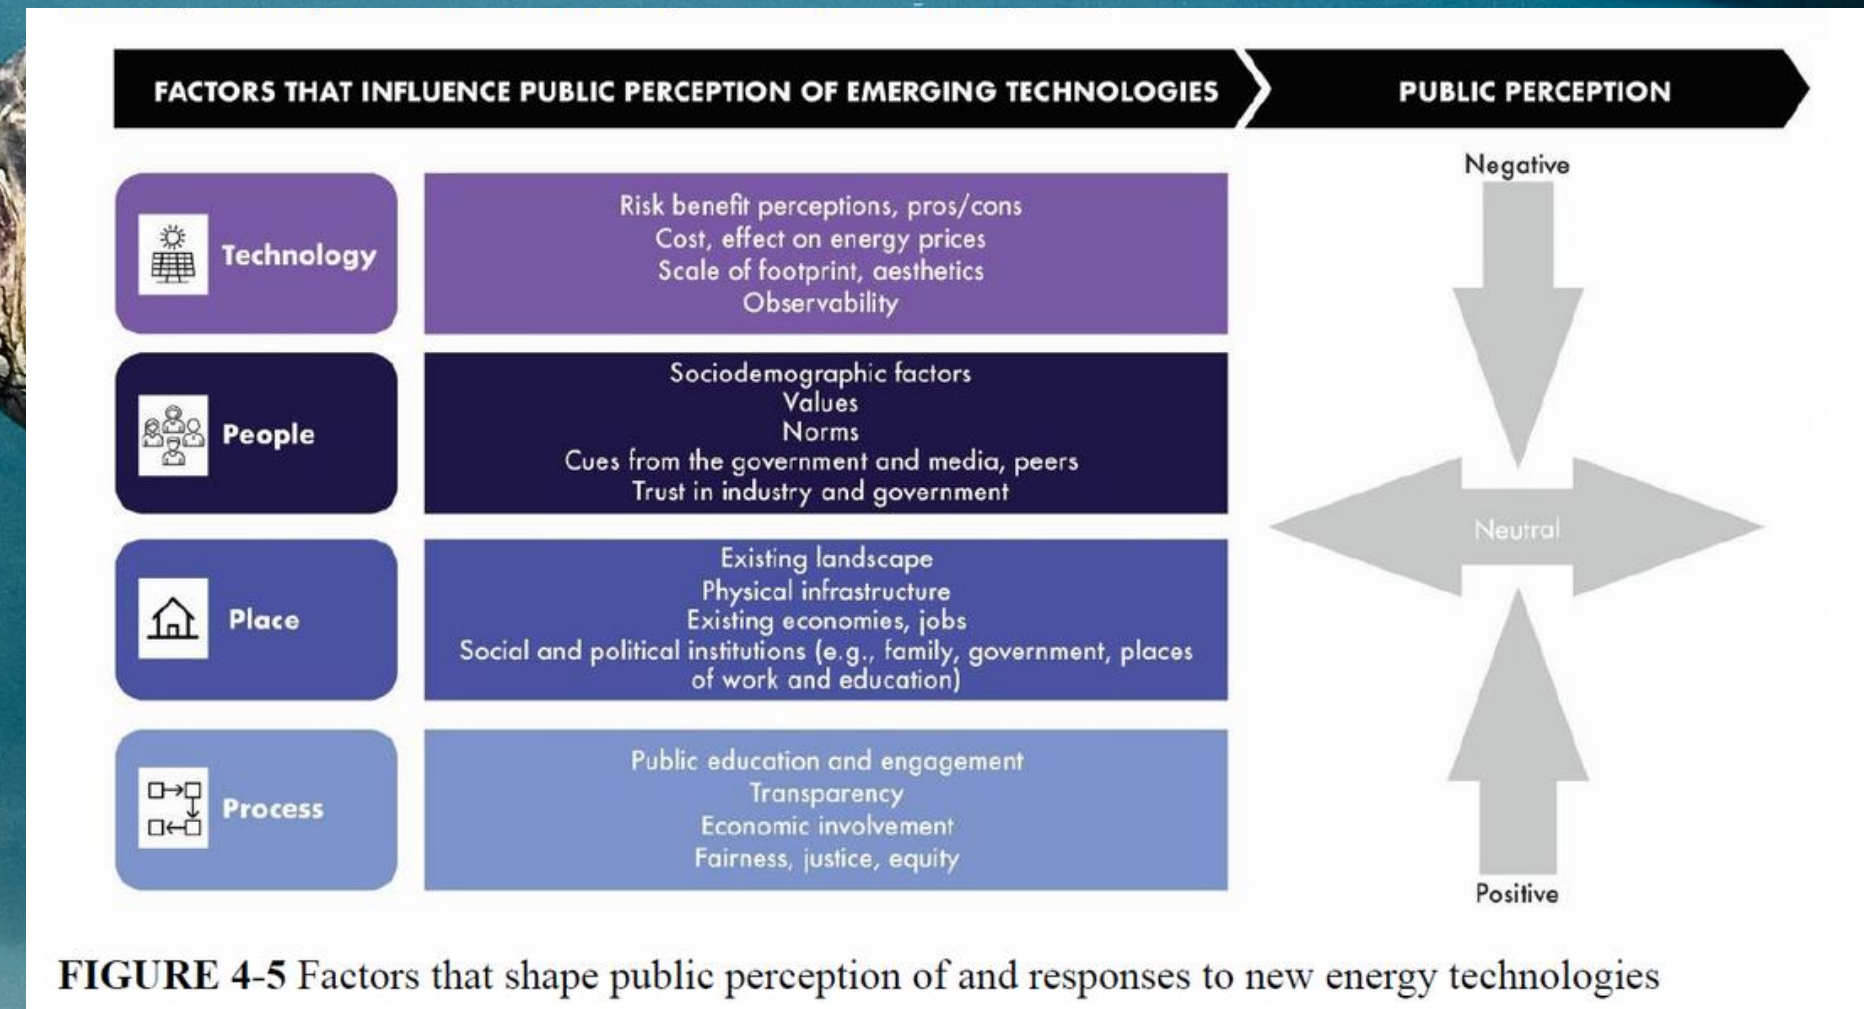 FACTORS THAT INFLUENCE PUBLIC PERCEPTION OF EMERGING TECHNOLOGIES
PUBLIC PERCEPTION
Technology
Risk benefit perceptions, pros/cons
Cost, effect on energy prices
Scale of footprint, aesthetics
Observability
People
Sociodemographic factors
Values
Norms
Cues from the government and media, peers
Trust in industry and government
Place
Existing landscape
Physical infrastructure
Existing economies, jobs
Social and political institutions (e.g., family, government, places
of work and education)
Process
Public education and engagement
Transparency
Economic involvement
Fairness, justice, equity
Negative
Neutral
Positive
FIGURE 4-5 Factors that shape public perception of and responses to new energy technologies